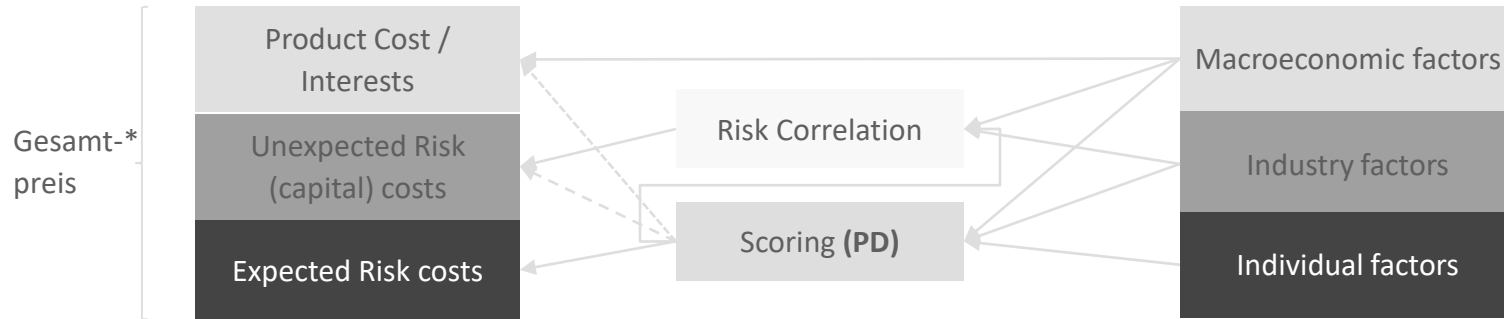 Product Cost /
Interests
Macroeconomic factors
Risk Correlation
Gesamt-*
preis
Unexpected Risk
(capital) costs
Industry factors
Scoring (PD)
Expected Risk costs
Individual factors